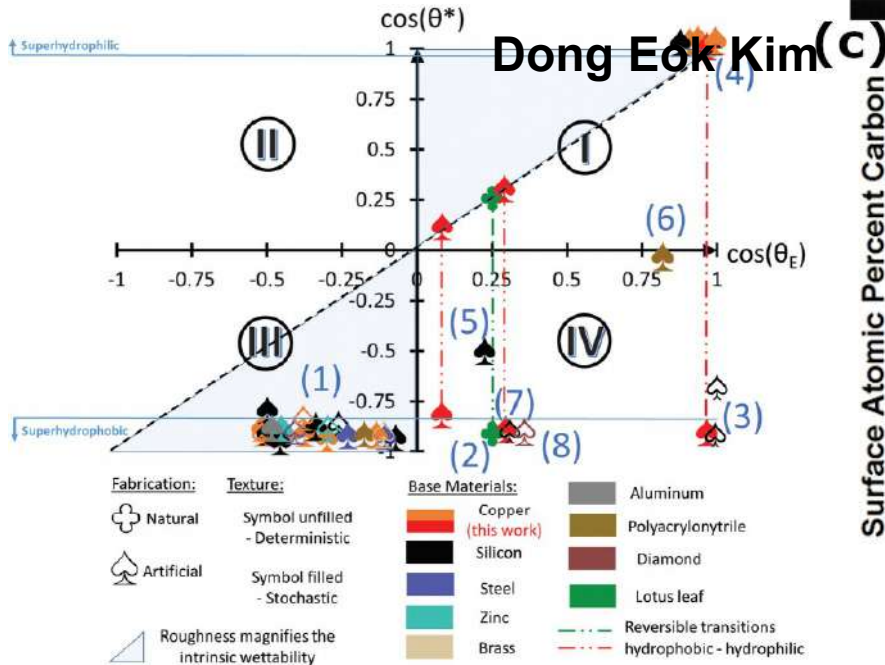 cos(θ*)
Superhydrophilic
Dong Eok Kim
(c)
1
(4)
0.75
II
I
0.5
0.25
(6)
cos(θE)
-1
-0.75
-0.5
-0.25
0
0
0.25
0.5
0.75
1
-0.25
(5)
III
-0.5
IV
(1)
-0.75
(7)
(3)
Superhydrophobic
-1
(2)
(8)
Surface Atomic Percent Carbon
Fabrication:
Texture:
Base Materials:
Natural
Symbol unfilled
- Deterministic
Artificial
Symbol filled
- Stochastic
Roughness magnifies the
intrinsic wettability
Copper
(this work)
Silicon
Steel
Zinc
Brass
Aluminum
Polyacrylonytrile
Diamond
Lotus leaf
Reversible transitions
hydrophobic - hydrophilic